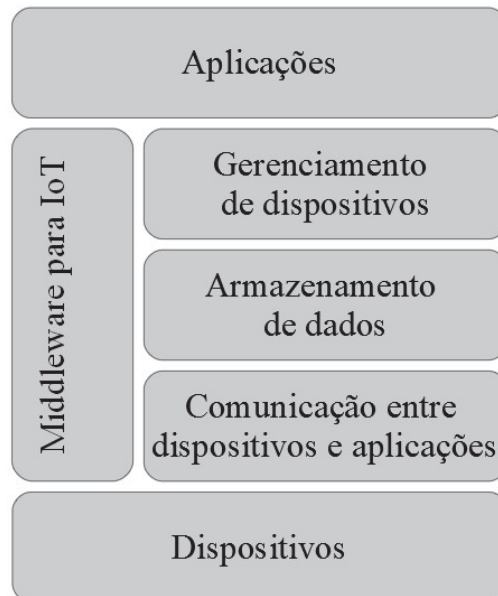 Aplicações
Middleware para IoT
Gerenciamento
de dispositivos
Armazenamento
de dados
Comunicação entre
dispositivos e aplicações
Dispositivos